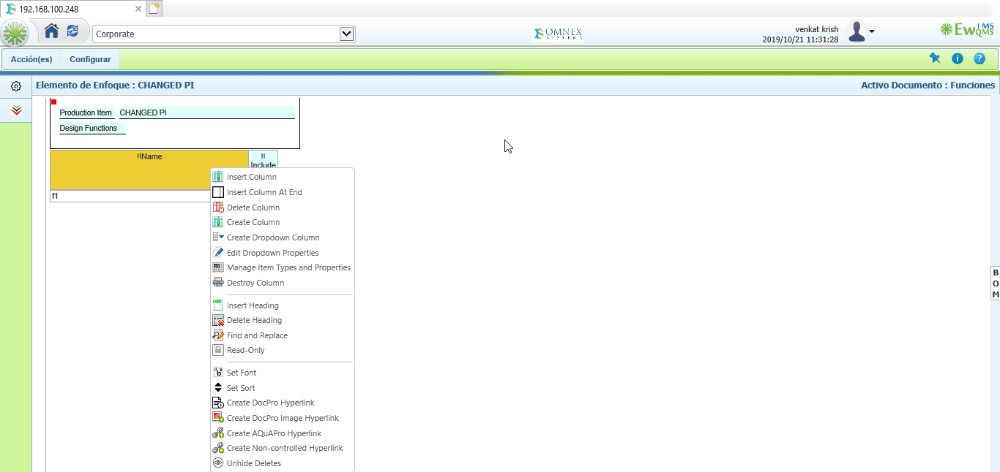 192.168.100.248
Corporate
OMNEX
SYSTEMS
venkat krish
2019/10/21 11:31:28
EwQMS
IMS
Acción(es)
Configurar
Elemento de Enfoque : CHANGED PI
Activo Documento : Funciones
Production Item CHANGED PI
Design Functions
!!Name
!!
Include
f1
Insert Column
Insert Column At End
Delete Column
Create Column
Create Dropdown Column
Edit Dropdown Properties
Manage Item Types and Properties
Destroy Column
Insert Heading
Delete Heading
Find and Replace
Read-Only
Set Font
Set Sort
Create DocPro Hyperlink
Create DocPro Image Hyperlink
Create AQuAPro Hyperlink
Create Non-controlled Hyperlink
Unhide Deletes
B
O
M